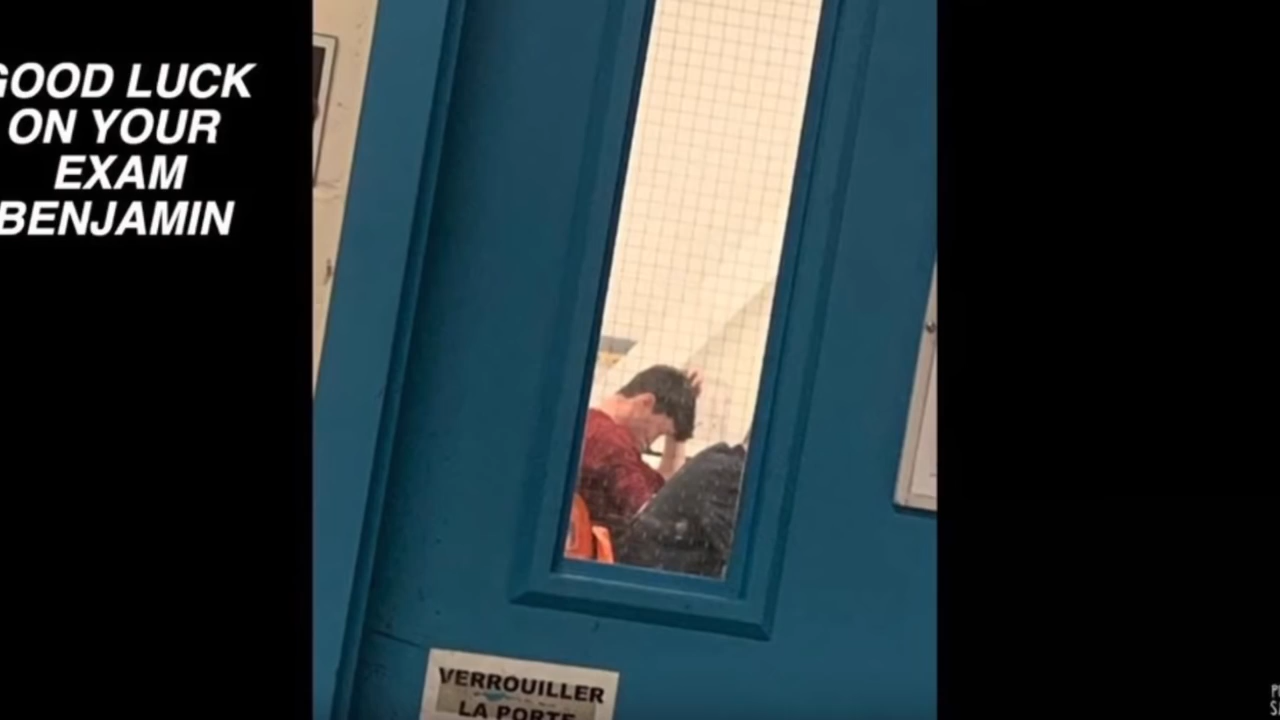 GOOD LUCK
ON YOUR
EXAM
BENJAMIN
VERROUILLER
LA PORTE